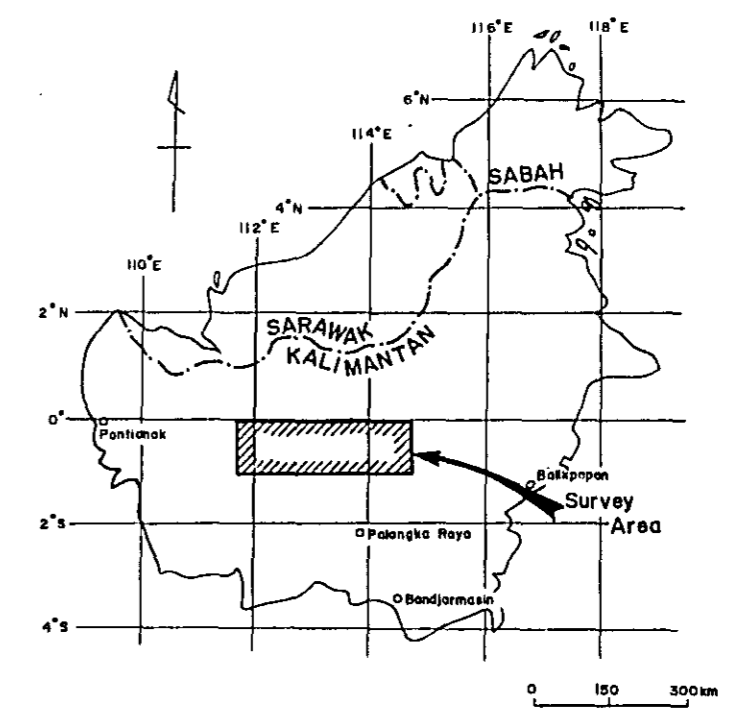 116°E
118°E
6°N
114°E
SABAH
4°N
112°E
110°E
2°N
SARAWAK
KALIMANTAN
0°
Pontianak
Balikpapan
Survey
Area
2°S
Palangka Raya
Bandjarmasin
4°S
0 150 300km